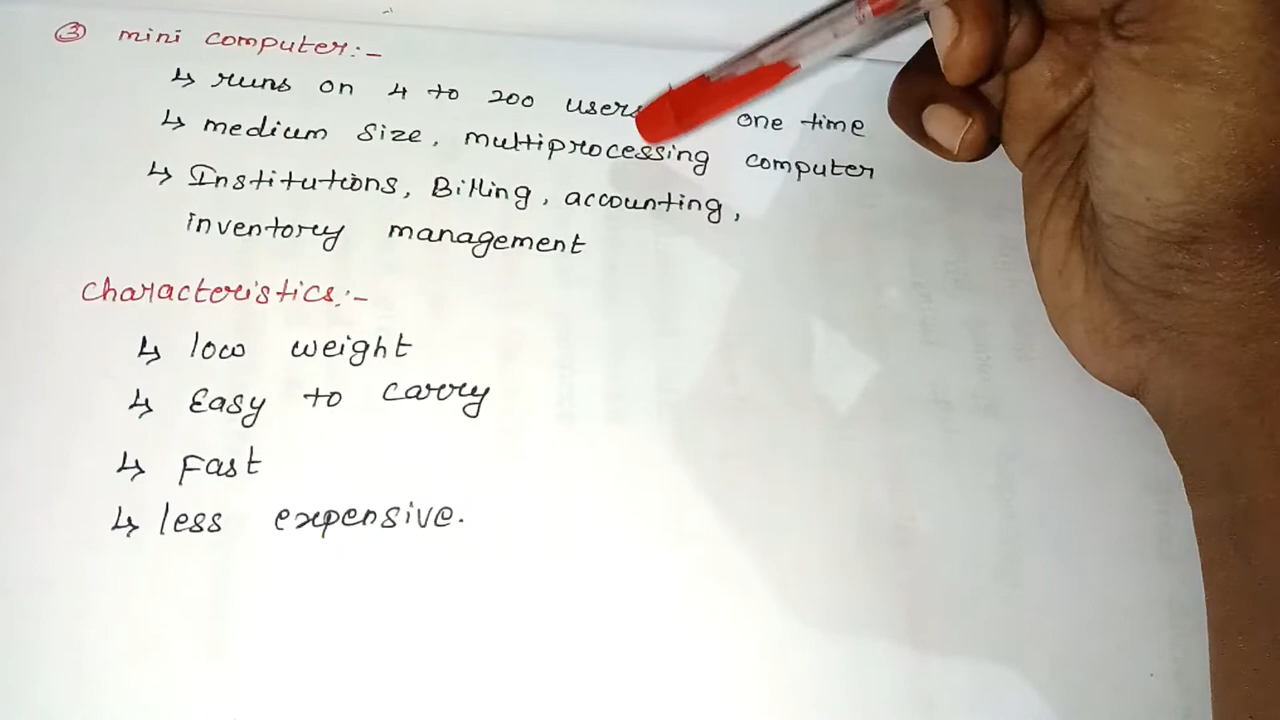 ③ mini computer:-
↳ runs on 4 to 200 users one time
↳ medium size, multiprocessing computer
↳ Institutions, Billing, accounting,
inventory management
characteristics:-
↳ low weight
↳ Easy to carry
↳ Fast
↳ less expensive.